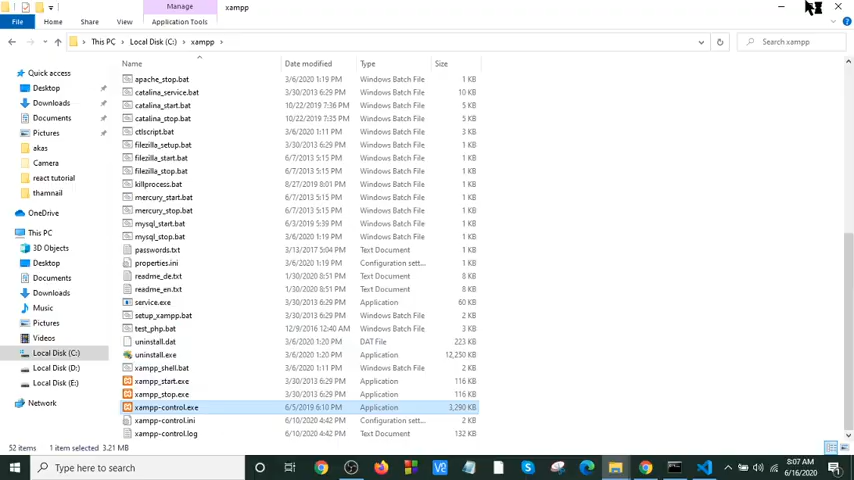 Manage
xampp
File
Home
Share
View
Application Tools
This PC
Local Disk (C:)
xampp
Search xampp
Name
Date modified
Type
Size
Quick access
Desktop
Downloads
Documents
Pictures
akas
Camera
react tutorial
thamnail
OneDrive
This PC
3D Objects
Desktop
Documents
Downloads
Music
Pictures
Videos
Local Disk (C:)
Local Disk (D:)
Local Disk (E:)
Network
apache_stop.bat 3/6/2020 1:19 PM Windows Batch File 1 KB
catalina_service.bat 3/30/2013 6:29 PM Windows Batch File 10 KB
catalina_start.bat 10/22/2019 7:36 PM Windows Batch File 5 KB
catalina_stop.bat 10/22/2019 7:35 PM Windows Batch File 5 KB
ctlscript.bat 3/6/2020 1:11 PM Windows Batch File 3 KB
filezilla_setup.bat 3/30/2013 6:29 PM Windows Batch File 1 KB
filezilla_start.bat 6/7/2013 5:15 PM Windows Batch File 1 KB
filezilla_stop.bat 6/7/2013 5:15 PM Windows Batch File 1 KB
killprocess.bat 8/27/2019 8:01 PM Windows Batch File 1 KB
mercury_start.bat 6/7/2013 5:15 PM Windows Batch File 1 KB
mercury_stop.bat 6/7/2013 5:15 PM Windows Batch File 1 KB
mysql_start.bat 6/3/2019 5:39 PM Windows Batch File 1 KB
mysql_stop.bat 3/6/2020 1:19 PM Windows Batch File 1 KB
passwords.txt 3/13/2017 5:04 PM Text Document 1 KB
properties.ini 3/6/2020 1:19 PM Configuration sett... 1 KB
readme_de.txt 1/30/2020 8:51 PM Text Document 8 KB
readme_en.txt 1/30/2020 8:51 PM Text Document 8 KB
service.exe 3/30/2013 6:29 PM Application 60 KB
setup_xampp.bat 3/30/2013 6:29 PM Windows Batch File 2 KB
test_php.bat 12/9/2016 12:40 AM Windows Batch File 3 KB
uninstall.dat 3/6/2020 1:20 PM DAT File 223 KB
uninstall.exe 3/6/2020 1:20 PM Application 12,250 KB
xampp_shell.bat 3/6/2020 1:19 PM Windows Batch File 2 KB
xampp_start.exe 3/30/2013 6:29 PM Application 116 KB
xampp_stop.exe 3/30/2013 6:29 PM Application 116 KB
xampp-control.exe 6/5/2019 6:10 PM Application 3,290 KB
xampp-control.ini 6/10/2020 4:42 PM Configuration sett... 2 KB
xampp-control.log 6/10/2020 4:42 PM Text Document 132 KB
52 items
1 item selected 3.21 MB
Type here to search
8:07 AM
6/16/2020